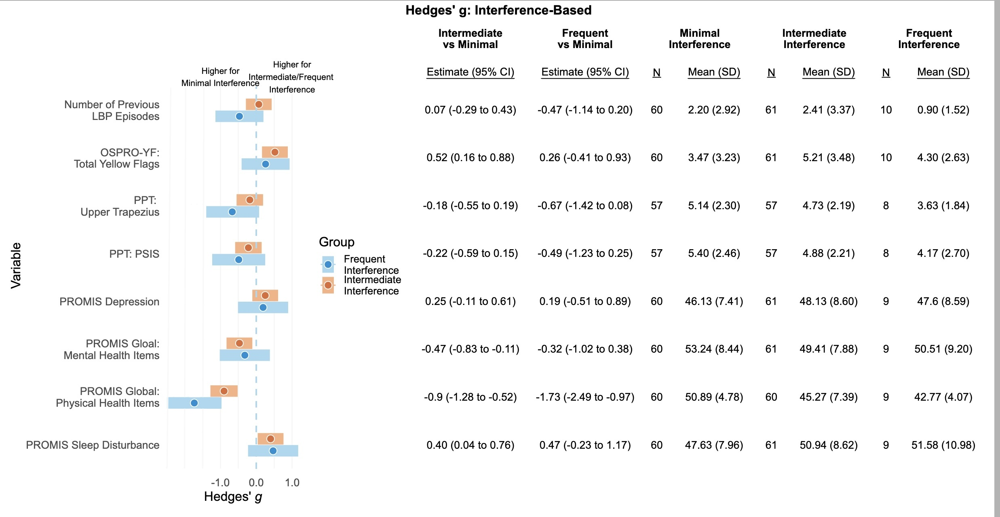 Hedges' g: Interference-Based
Intermediate
vs Minimal
Frequent
vs Minimal
Minimal
Interference
Intermediate
Interference
Frequent
Interference
Higher for
Minimal Interference
Higher for
Intermediate/Frequent
Interference
Estimate (95% CI) Estimate (95% CI) N Mean (SD) N Mean (SD) N Mean (SD)
Number of Previous
LBP Episodes
0.07 (-0.29 to 0.43) -0.47 (-1.14 to 0.20) 60 2.20 (2.92) 61 2.41 (3.37) 10 0.90 (1.52)
OSPRO-YF:
Total Yellow Flags
0.52 (0.16 to 0.88) 0.26 (-0.41 to 0.93) 60 3.47 (3.23) 61 5.21 (3.48) 10 4.30 (2.63)
PPT:
Upper Trapezius
-0.18 (-0.55 to 0.19) -0.67 (-1.42 to 0.08) 57 5.14 (2.30) 57 4.73 (2.19) 8 3.63 (1.84)
PPT: PSIS
-0.22 (-0.59 to 0.15) -0.49 (-1.23 to 0.25) 57 5.40 (2.46) 57 4.88 (2.21) 8 4.17 (2.70)
PROMIS Depression
0.25 (-0.11 to 0.61) 0.19 (-0.51 to 0.89) 60 46.13 (7.41) 61 48.13 (8.60) 9 47.6 (8.59)
PROMIS Gloal:
Mental Health Items
-0.47 (-0.83 to -0.11) -0.32 (-1.02 to 0.38) 60 53.24 (8.44) 61 49.41 (7.88) 9 50.51 (9.20)
PROMIS Global:
Physical Health Items
-0.9 (-1.28 to -0.52) -1.73 (-2.49 to -0.97) 60 50.89 (4.78) 60 45.27 (7.39) 9 42.77 (4.07)
PROMIS Sleep Disturbance
0.40 (0.04 to 0.76) 0.47 (-0.23 to 1.17) 60 47.63 (7.96) 61 50.94 (8.62) 9 51.58 (10.98)
Variable
Group
Frequent
Interference
Intermediate
Interference
-1.0 0.0 1.0
Hedges' g